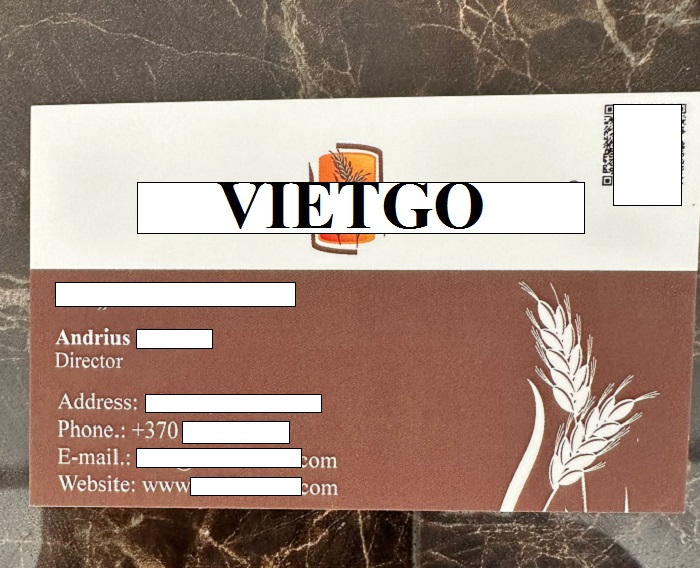 VIETGO
Andrius
Director
Address:
Phone.: +370
E-mail.: com
Website: www com